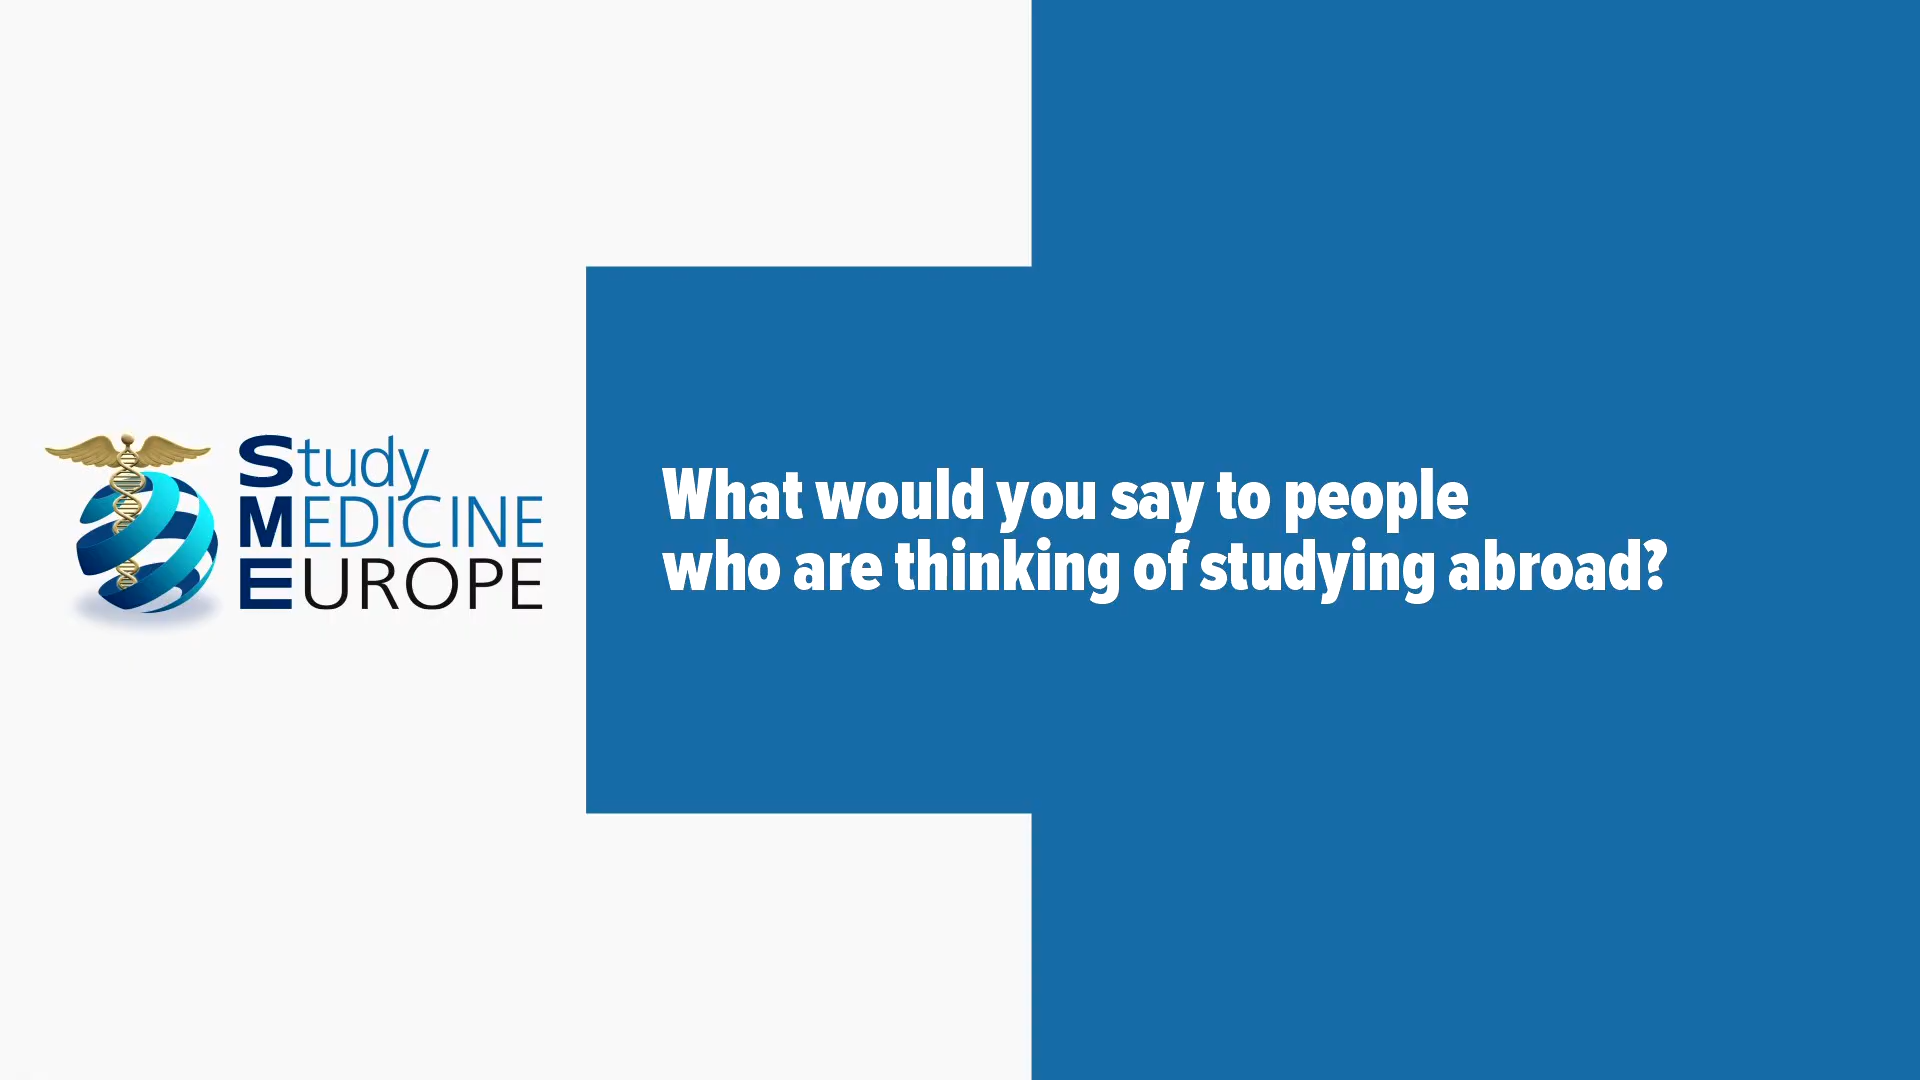 Study
MEDICINE
EUROPE
What would you say to people
who are thinking of studying abroad?